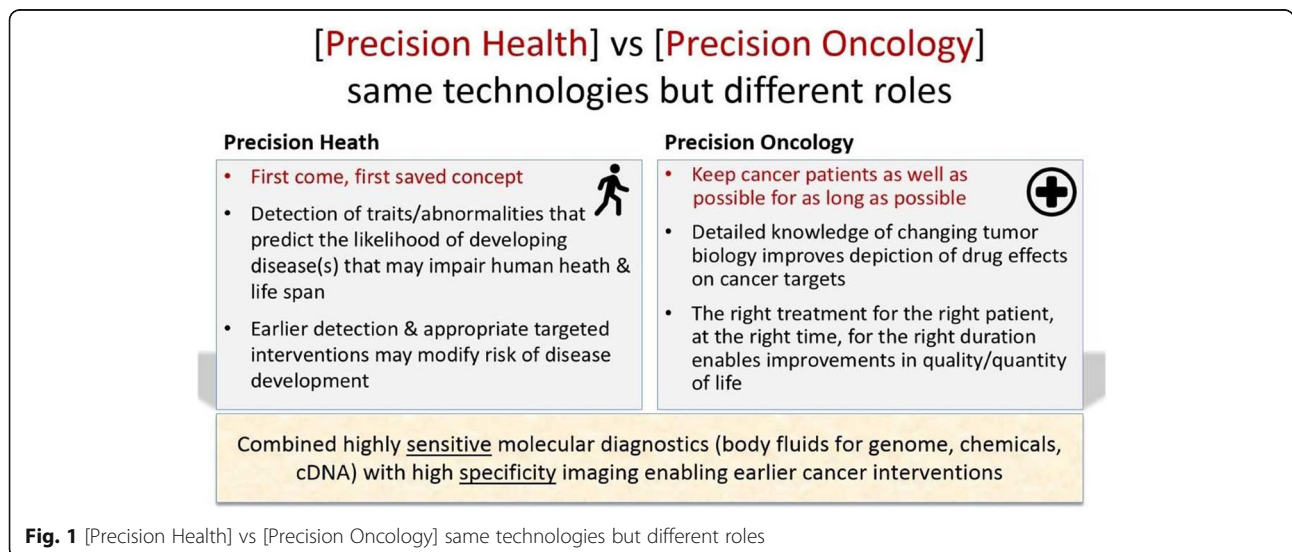 [Precision Health] vs [Precision Oncology]
same technologies but different roles
Precision Heath
• First come, first saved concept
• Detection of traits/abnormalities that
predict the likelihood of developing
disease(s) that may impair human heath &
life span
• Earlier detection & appropriate targeted
interventions may modify risk of disease
development
Precision Oncology
• Keep cancer patients as well as
possible for as long as possible
• Detailed knowledge of changing tumor
biology improves depiction of drug effects
on cancer targets
• The right treatment for the right patient,
at the right time, for the right duration
enables improvements in quality/quantity
of life
Combined highly sensitive molecular diagnostics (body fluids for genome, chemicals,
cDNA) with high specificity imaging enabling earlier cancer interventions
Fig. 1 [Precision Health] vs [Precision Oncology] same technologies but different roles